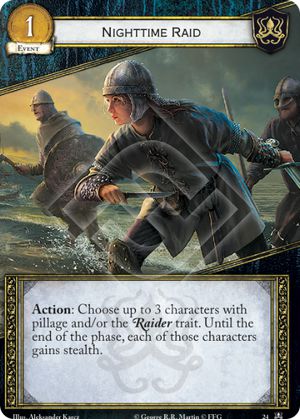 1
Event
Nighttime Raid
Action: Choose up to 3 characters with
pillage and/or the Raider trait. Until the
end of the phase, each of those characters
gains stealth.
Illus. Aleksander Karcz © George R.R. Martin © FFG 24